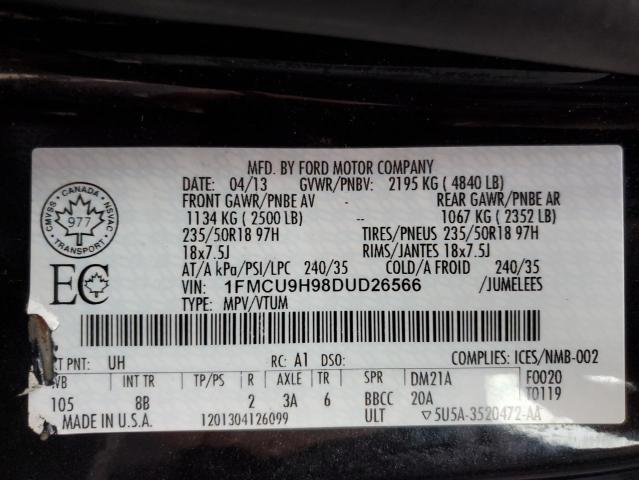 MFD. BY FORD MOTOR COMPANY
DATE: 04/13 GVWR/PNBV: 2195 KG ( 4840 LB)
FRONT GAWR/PNBE AV REAR GAWR/PNBE AR
1134 KG ( 2500 LB) -- 1067 KG ( 2352 LB)
235/50R18 97H TIRES/PNEUS 235/50R18 97H
18x7.5J RIMS/JANTES 18x7.5J
AT/A kPa/PSI/LPC 240/35 COLD/A FROID 240/35
VIN: 1FMCU9H98DUD26566 /JUMELEES
TYPE: MPV/VTUM
CANADA
CMVSS NSVAC
977
TRANSPORT
EC
EXT PNT: UH RC: A1 DSO: COMPLIES: ICES/NMB-002
WB INT TR TP/PS R AXLE TR SPR DM21A F0020
105 8B 2 3A 6 BBCC 20A T0119
MADE IN U.S.A. 1201304126099 ULT ▽5U5A-3520472-AA